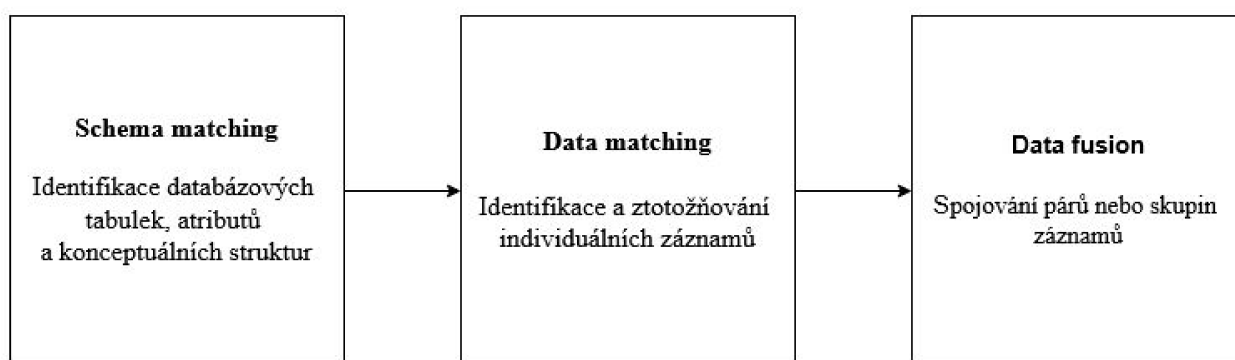 Schema matching
Identifikace databázových
tabulek, atributů
a konceptuálních struktur
Data matching
Identifikace a ztotožňování
individuálních záznamů
Data fusion
Spojování párů nebo skupin
záznamů